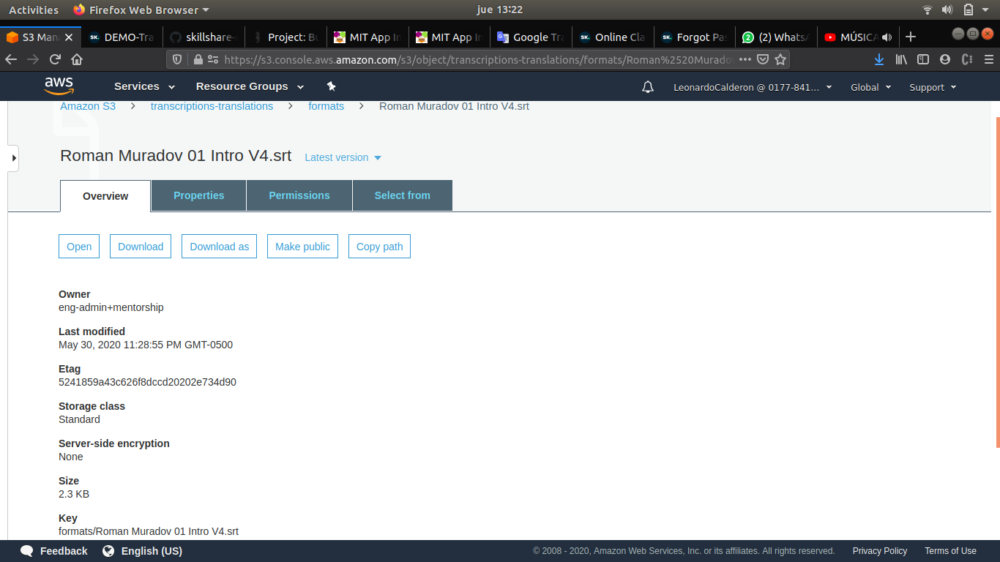 Activities Firefox Web Browser jue 13:22
S3 Man DEMO-Tra skillshare- Project: Bu MIT App In MIT App In Google Tra Online Cla Forgot Pas (2) WhatsA MÚSICA
https://s3.console.aws.amazon.com/s3/object/transcriptions-translations/formats/Roman%2520Muradov
aws Services Resource Groups LeonardoCalderon @ 0177-841... Global Support
Amazon S3 transcriptions-translations formats Roman Muradov 01 Intro V4.srt
Roman Muradov 01 Intro V4.srt Latest version
Overview Properties Permissions Select from
Open Download Download as Make public Copy path
Owner
eng-admin+mentorship
Last modified
May 30, 2020 11:28:55 PM GMT-0500
Etag
5241859a43c626f8dccd20202e734d90
Storage class
Standard
Server-side encryption
None
Size
2.3 KB
Key
formats/Roman Muradov 01 Intro V4.srt
Feedback English (US) © 2008 - 2020, Amazon Web Services, Inc. or its affiliates. All rights reserved. Privacy Policy Terms of Use